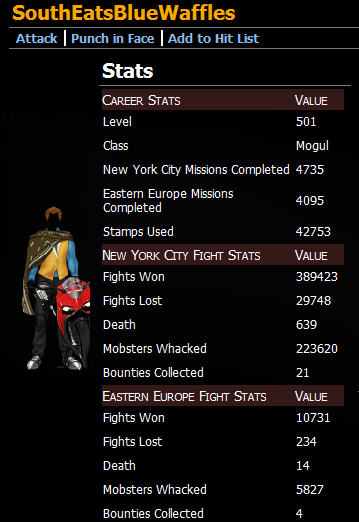 SouthEatsBlueWaffles
Attack | Punch in Face | Add to Hit List
Stats
Career Stats Value
Level 501
Class Mogul
New York City Missions Completed 4735
Eastern Europe Missions
Completed 4095
Stamps Used 42753
New York City Fight Stats Value
Fights Won 389423
Fights Lost 29748
Death 639
Mobsters Whacked 223620
Bounties Collected 21
Eastern Europe Fight Stats Value
Fights Won 10731
Fights Lost 234
Death 14
Mobsters Whacked 5827
Bounties Collected 4